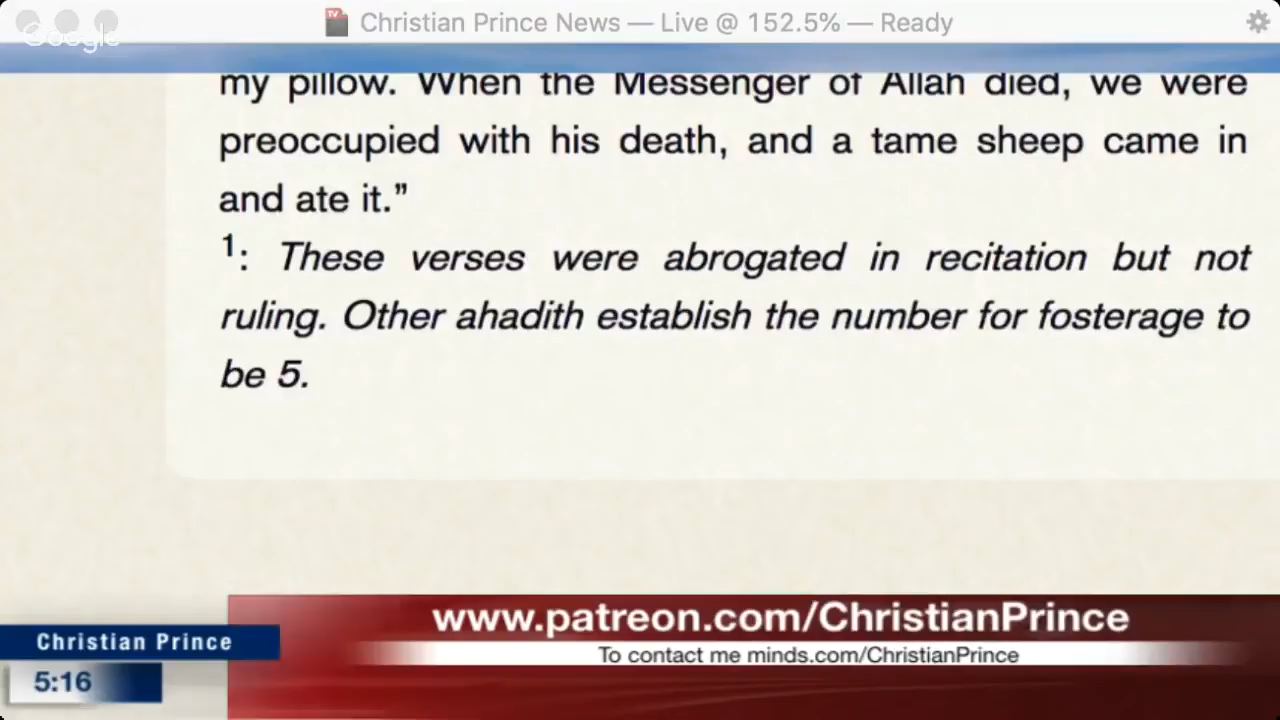 Christian Prince News — Live @ 152.5% — Ready
Google
my pillow. When the Messenger of Allah died, we were
preoccupied with his death, and a tame sheep came in
and ate it.”
1: These verses were abrogated in recitation but not
ruling. Other ahadith establish the number for fosterage to
be 5.
www.patreon.com/ChristianPrince
Christian Prince
To contact me minds.com/ChristianPrince
5:16